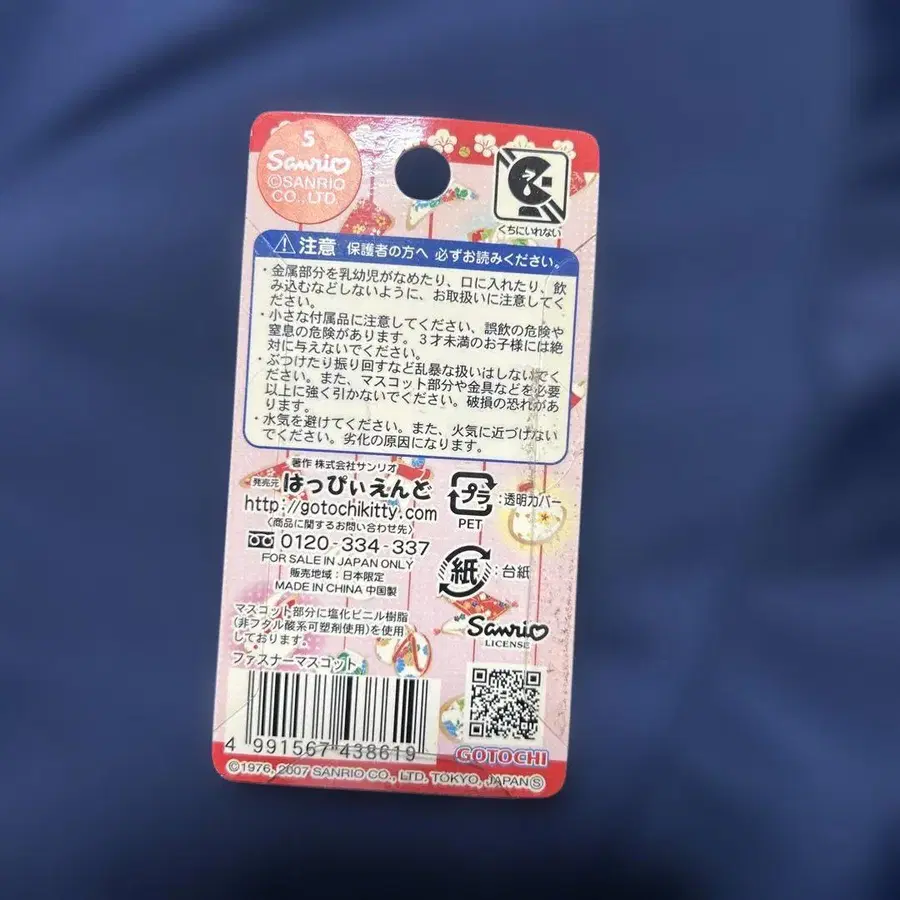 5
Sanrio
©SANRIO
CO., LTD.
くちにいれない
注意 保護者の方へ 必ずお読みください。
・金属部分を乳幼児がなめたり、口に入れたり、飲
み込むなどしないように、お取扱いに注意してく
ださい。
・小さな付属品に注意してください、誤飲の危険や
窒息の危険があります。3才未満のお子様には絶
対に与えないでください。
・ぶつけたり振り回すなど乱暴な扱いはしないでく
ださい。また、マスコット部分や金具などを必要
以上に強く引かないでください。破損の恐れがあ
ります。
・水気を避けてください。また、火気に近づけない
でください。劣化の原因になります。
著作 株式会社サンリオ
発売元 はっぴぃえんど
http://gotochikitty.com
〈商品に関するお問い合わせ先〉
0120-334-337
FOR SALE IN JAPAN ONLY
販売地域:日本限定
MADE IN CHINA 中国製
プラ :透明カバー
PET
紙 :台紙
マスコット部分に塩化ビニル樹脂
(非フタル酸系可塑剤使用)を使用
しております。
ファスナーマスコット
Sanrio
LICENSE
4 991567 438619
GOTOCHI
©1976, 2007 SANRIO CO., LTD. TOKYO, JAPAN Ⓢ